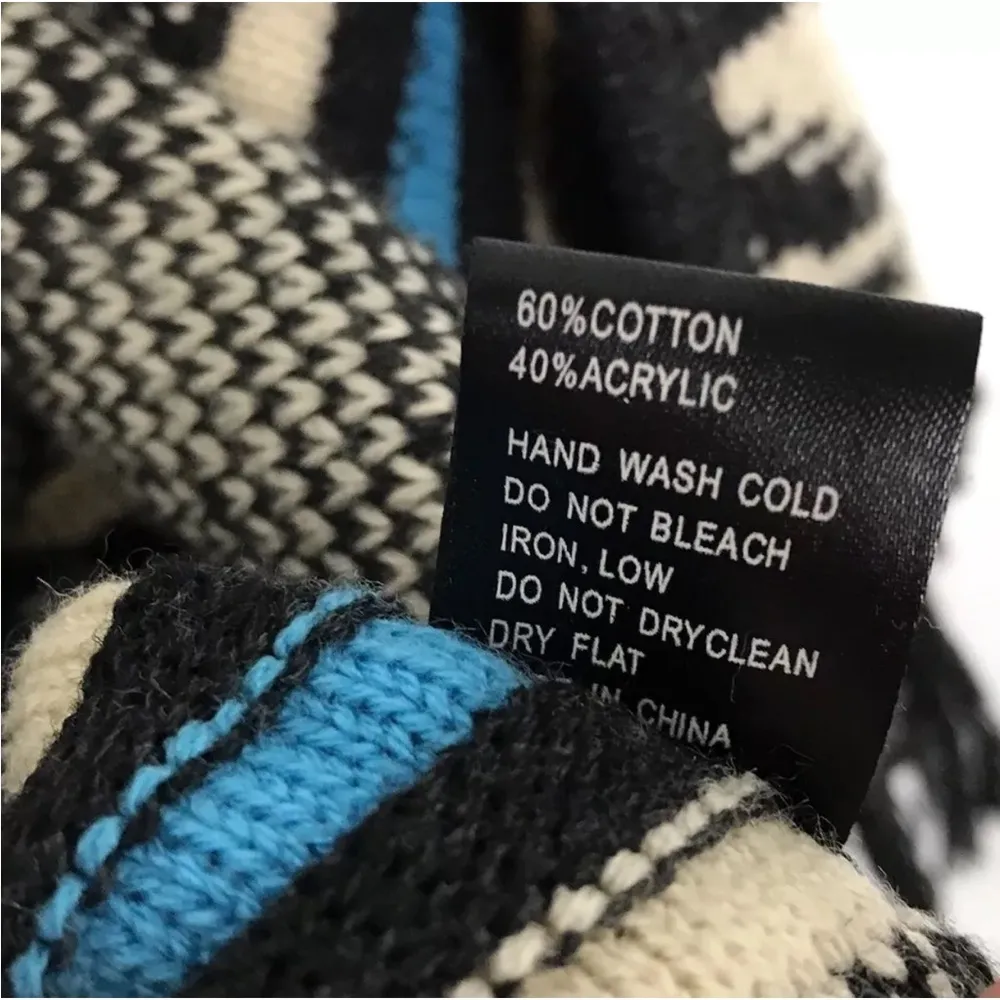 60%COTTON
40%ACRYLIC
HAND WASH COLD
DO NOT BLEACH
IRON, LOW
DO NOT DRYCLEAN
DRY FLAT
IN CHINA